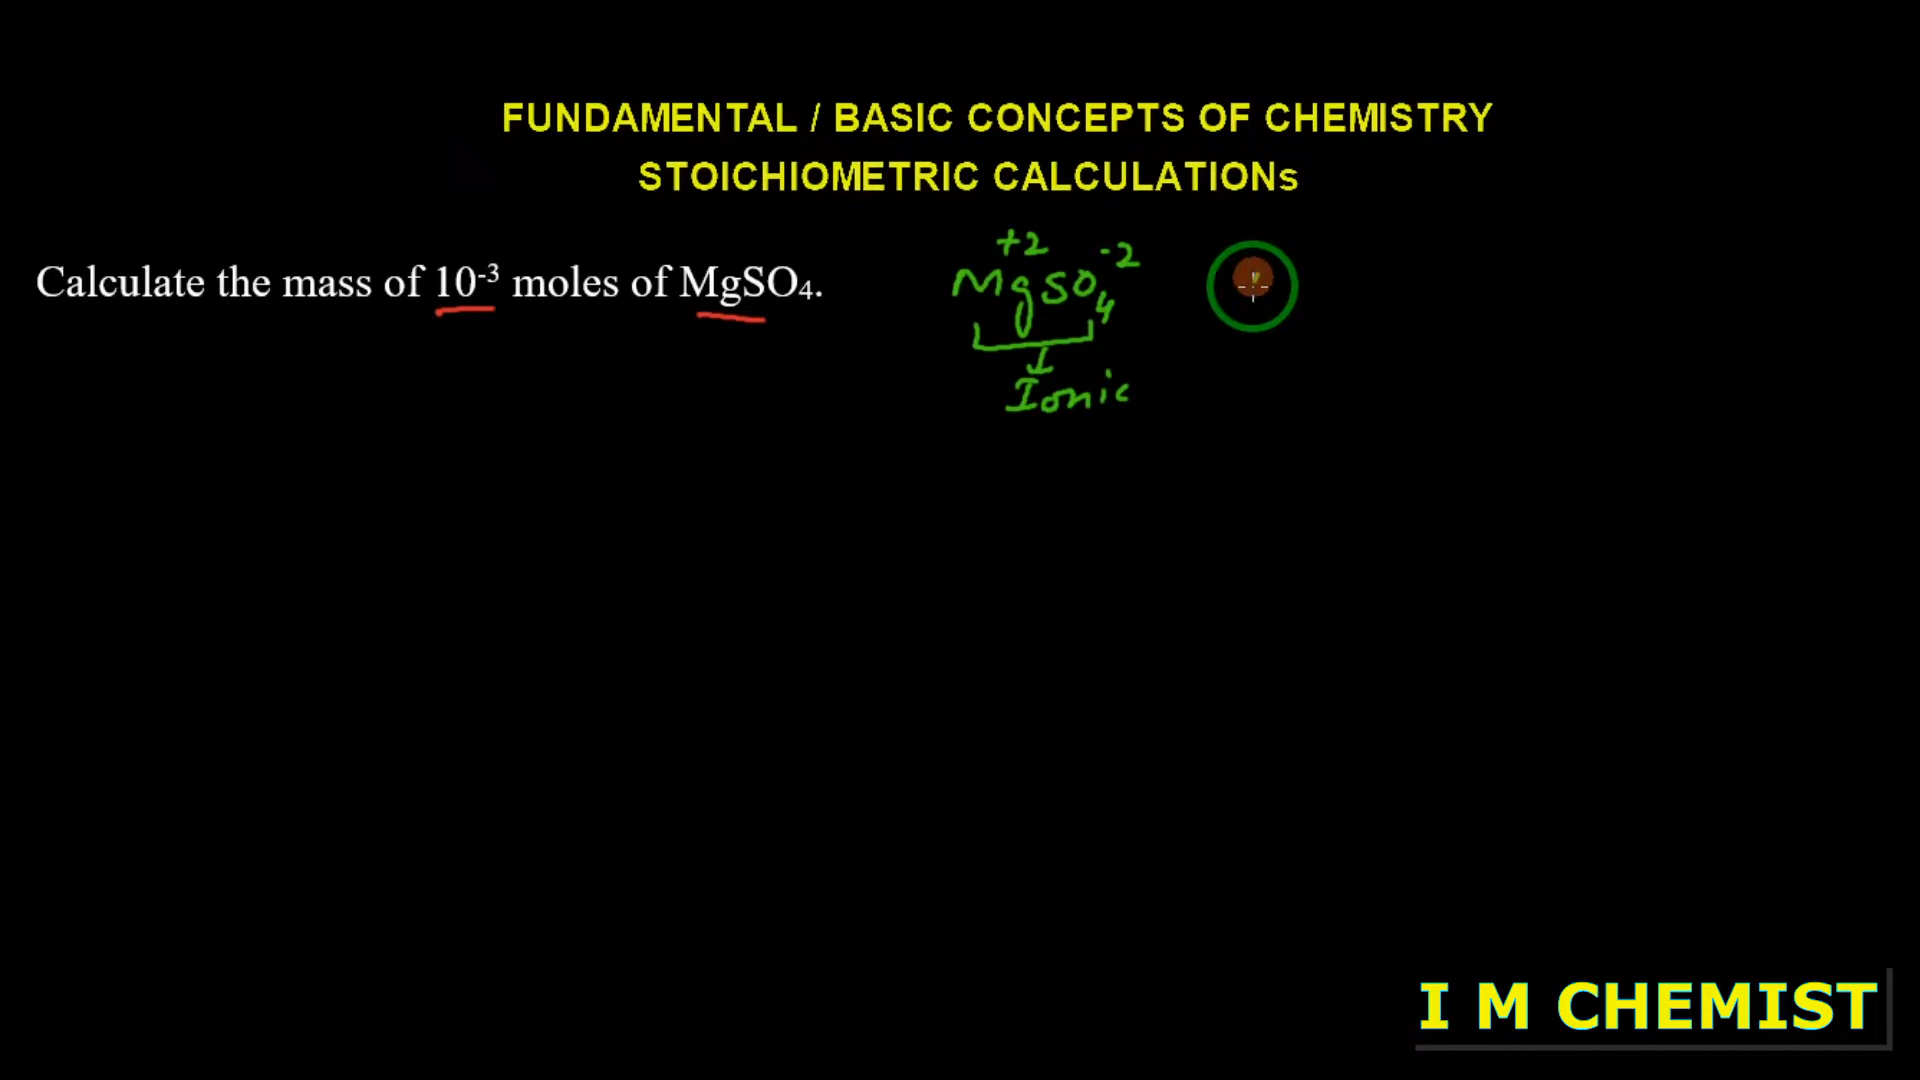 FUNDAMENTAL / BASIC CONCEPTS OF CHEMISTRY
STOICHIOMETRIC CALCULATIONs
Calculate the mass of 10⁻³ moles of MgSO₄.
+2 -2
MgSO₄
Ionic
I M CHEMIST